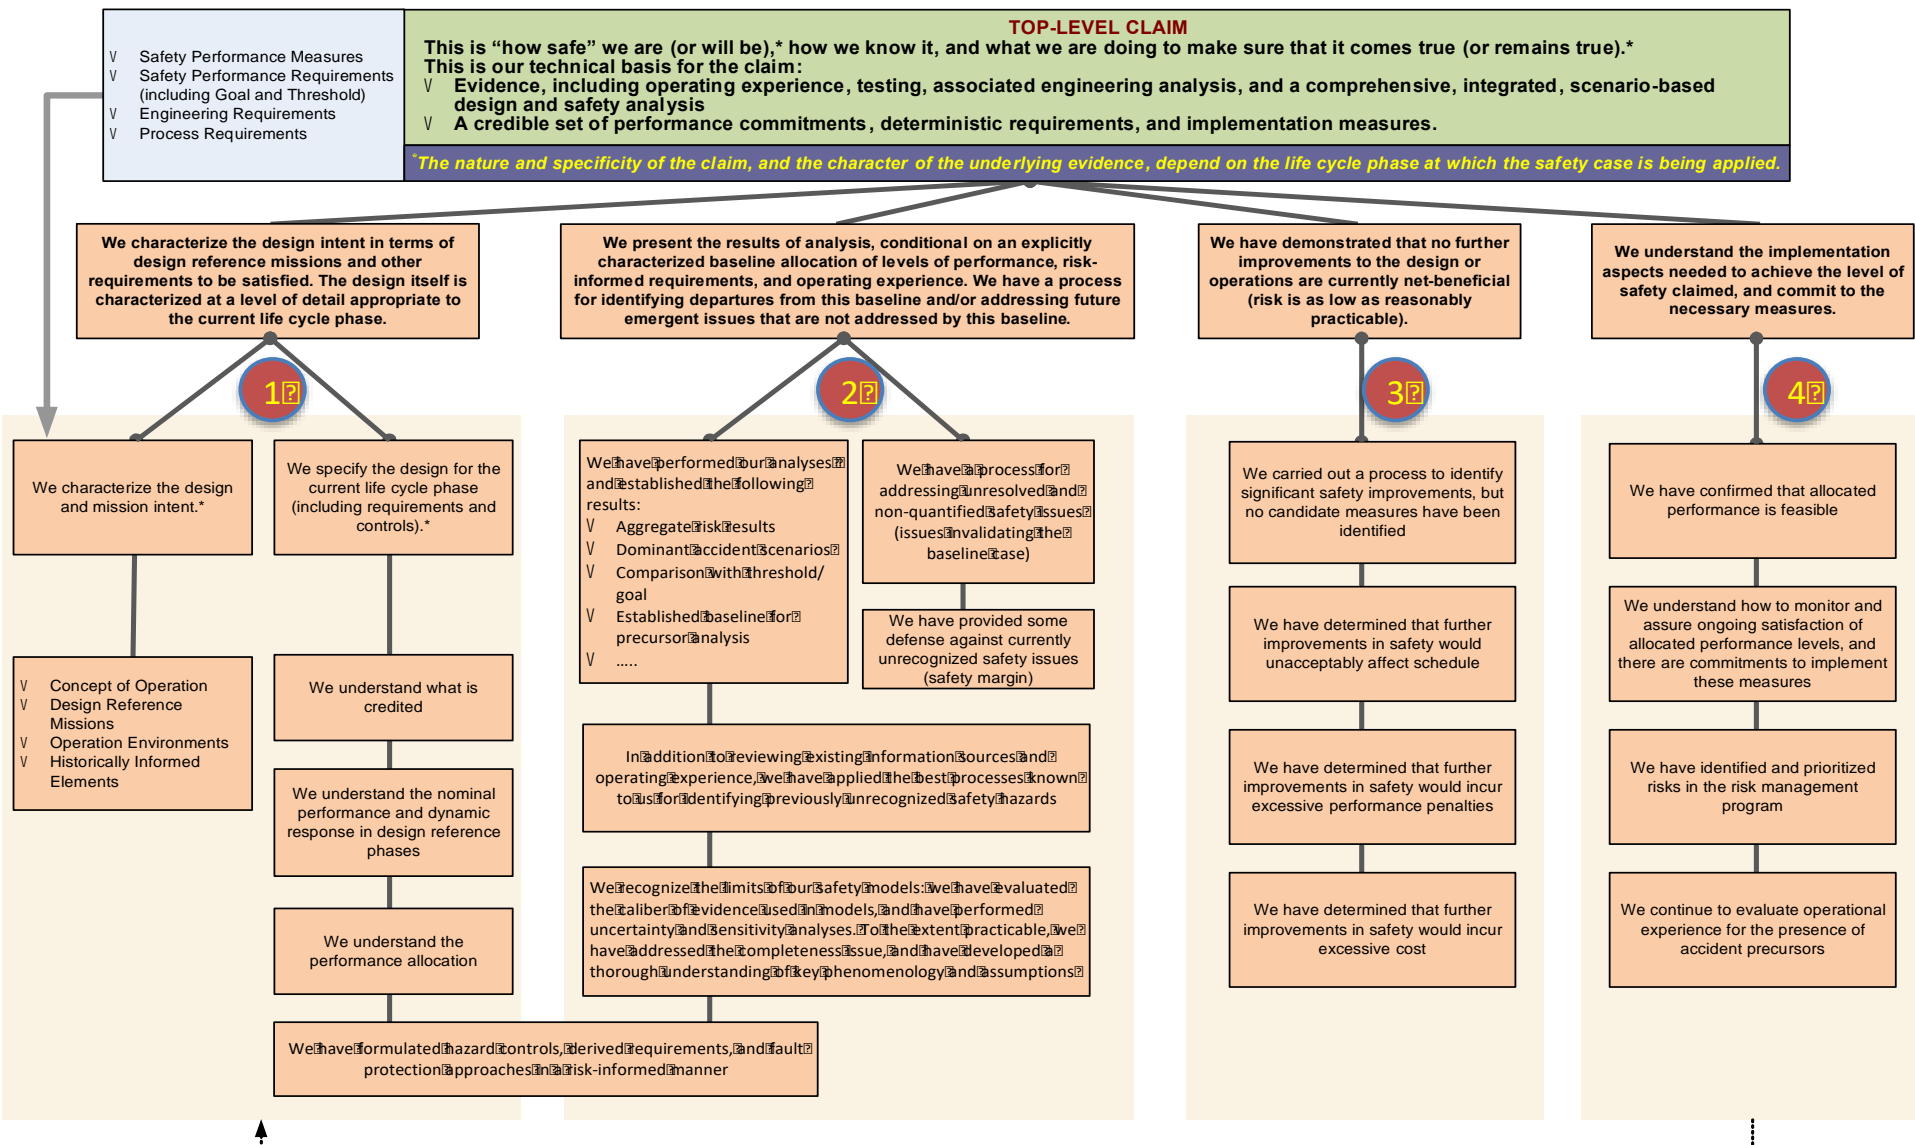 V Safety Performance Measures
V Safety Performance Requirements
(including Goal and Threshold)
V Engineering Requirements
V Process Requirements
TOP-LEVEL CLAIM
This is “how safe” we are (or will be),* how we know it, and what we are doing to make sure that it comes true (or remains true).*
This is our technical basis for the claim:
V Evidence, including operating experience, testing, associated engineering analysis, and a comprehensive, integrated, scenario-based
design and safety analysis
V A credible set of performance commitments, deterministic requirements, and implementation measures.
*The nature and specificity of the claim, and the character of the underlying evidence, depend on the life cycle phase at which the safety case is being applied.
We characterize the design intent in terms of
design reference missions and other
requirements to be satisfied. The design itself is
characterized at a level of detail appropriate to
the current life cycle phase.
We present the results of analysis, conditional on an explicitly
characterized baseline allocation of levels of performance, risk-
informed requirements, and operating experience. We have a process
for identifying departures from this baseline and/or addressing future
emergent issues that are not addressed by this baseline.
We have demonstrated that no further
improvements to the design or
operations are currently net-beneficial
(risk is as low as reasonably
practicable).
We understand the implementation
aspects needed to achieve the level of
safety claimed, and commit to the
necessary measures.
1
2
3
4
We characterize the design
and mission intent.*
V Concept of Operation
V Design Reference
Missions
V Operation Environments
V Historically Informed
Elements
We specify the design for the
current life cycle phase
(including requirements and
controls).*
We understand what is
credited
We understand the nominal
performance and dynamic
response in design reference
phases
We understand the
performance allocation
We have performed our analyses
and established the following
results:
V Aggregate risk results
V Dominant accident scenarios
V Comparison with threshold/
goal
V Established baseline for
precursor analysis
V .....
We have a process for
addressing unresolved and
non-quantified safety issues
(issues invalidating the
baseline case)
We have provided some
defense against currently
unrecognized safety issues
(safety margin)
In addition to reviewing existing information sources and
operating experience, we have applied the best processes known
to us for identifying previously unrecognized safety hazards
We recognize the limits of our safety models: we have evaluated
the caliber of evidence used in models, and have performed
uncertainty and sensitivity analyses. To the extent practicable, we
have addressed the completeness issue, and have developed a
thorough understanding of key phenomenology and assumptions
We have formulated hazard controls, derived requirements, and fault
protection approaches in a risk-informed manner
We carried out a process to identify
significant safety improvements, but
no candidate measures have been
identified
We have determined that further
improvements in safety would
unacceptably affect schedule
We have determined that further
improvements in safety would incur
excessive performance penalties
We have determined that further
improvements in safety would incur
excessive cost
We have confirmed that allocated
performance is feasible
We understand how to monitor and
assure ongoing satisfaction of
allocated performance levels, and
there are commitments to implement
these measures
We have identified and prioritized
risks in the risk management
program
We continue to evaluate operational
experience for the presence of
accident precursors